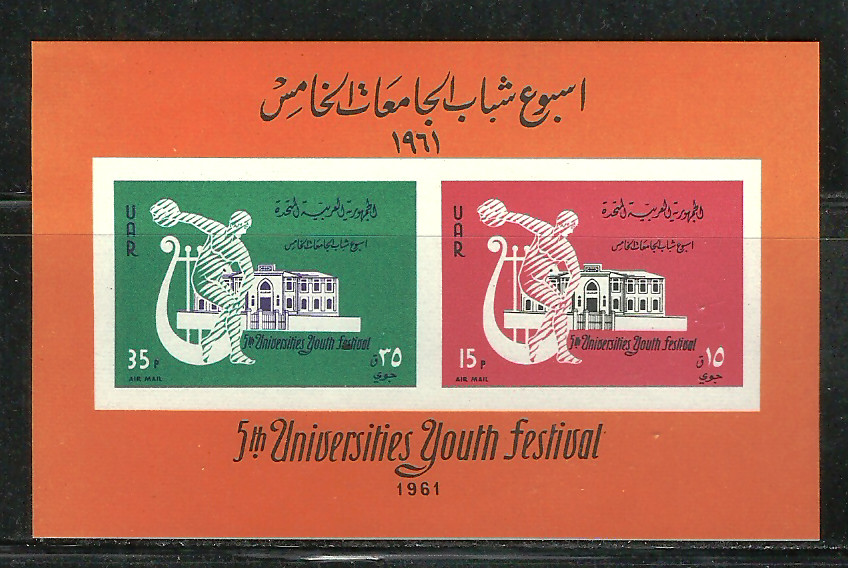 اسبوع شباب الجامعات الخامس
١٩٦١
UAR
الجمهورية العربية المتحدة
اسبوع شباب الجامعات الخامس
5th Universities Youth Festival
35 P
٣٥ ق
AIR MAIL
جوي
UAR
الجمهورية العربية المتحدة
اسبوع شباب الجامعات الخامس
5th Universities Youth Festival
15 P
١٥ ق
AIR MAIL
جوي
5th Universities Youth Festival
1961